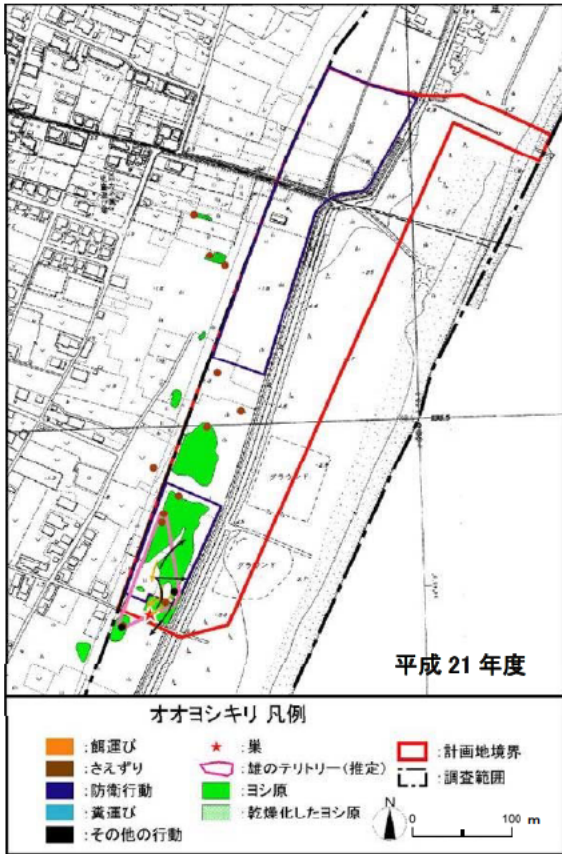 グラウンド
グラウンド
平成 21 年度
オオヨシキリ 凡例
:餌運び
:さえずり
:防衛行動
:糞運び
:その他の行動
:巣
:雄のテリトリー(推定)
:ヨシ原
:乾燥化したヨシ原
:計画地境界
:調査範囲
N
0 100 m